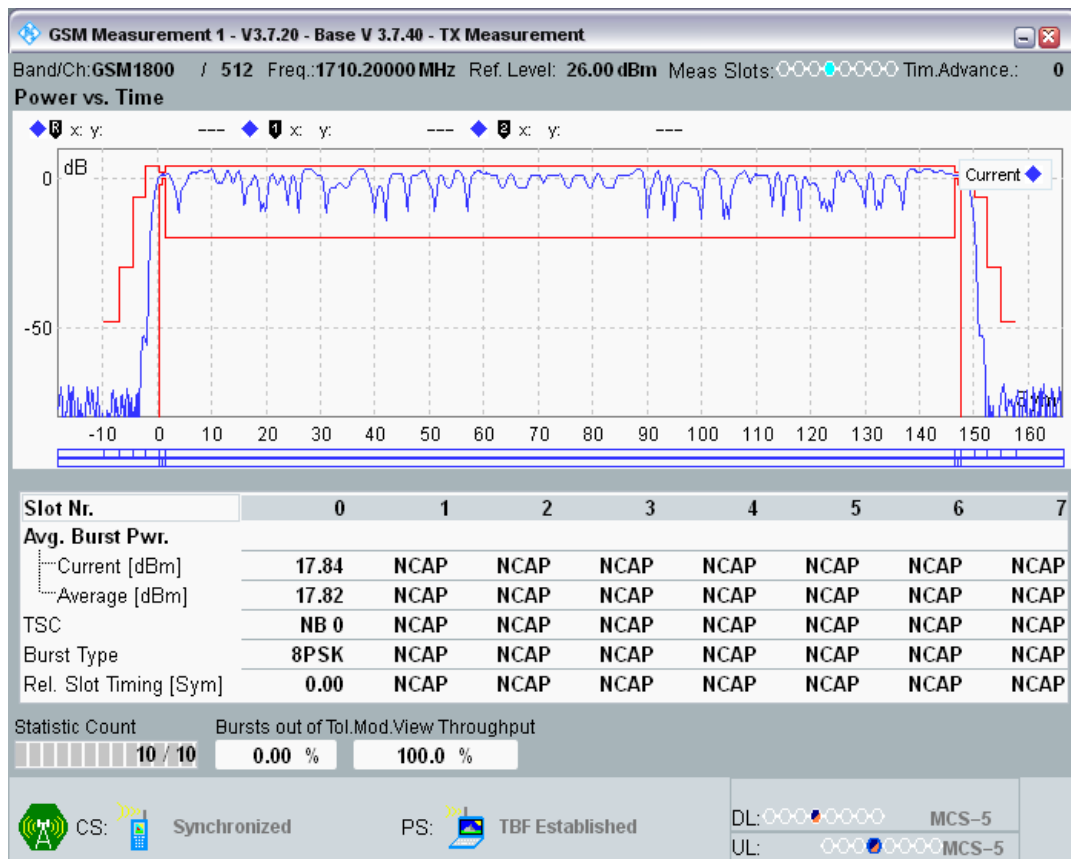 GSM Measurement 1 - V3.7.20 - Base V 3.7.40 - TX Measurement
Band/Ch:GSM1800 / 512 Freq.:1710.20000 MHz Ref. Level: 26.00 dBm Meas Slots: Tim.Advance.: 0
Power vs. Time
R x: y: --- 1 x: y: --- 2 x: y: ---
dB
Current
0
-50
-10 0 10 20 30 40 50 60 70 80 90 100 110 120 130 140 150 160
Slot Nr. 0 1 2 3 4 5 6 7
Avg. Burst Pwr.
Current [dBm] 17.84 NCAP NCAP NCAP NCAP NCAP NCAP NCAP
Average [dBm] 17.82 NCAP NCAP NCAP NCAP NCAP NCAP NCAP
TSC NB 0 NCAP NCAP NCAP NCAP NCAP NCAP NCAP
Burst Type 8PSK NCAP NCAP NCAP NCAP NCAP NCAP NCAP
Rel. Slot Timing [Sym] 0.00 NCAP NCAP NCAP NCAP NCAP NCAP NCAP
Statistic Count Bursts out of Tol.Mod.View Throughput
10 / 10 0.00 % 100.0 %
CS: Synchronized PS: TBF Established
DL: MCS-5
UL: MCS-5